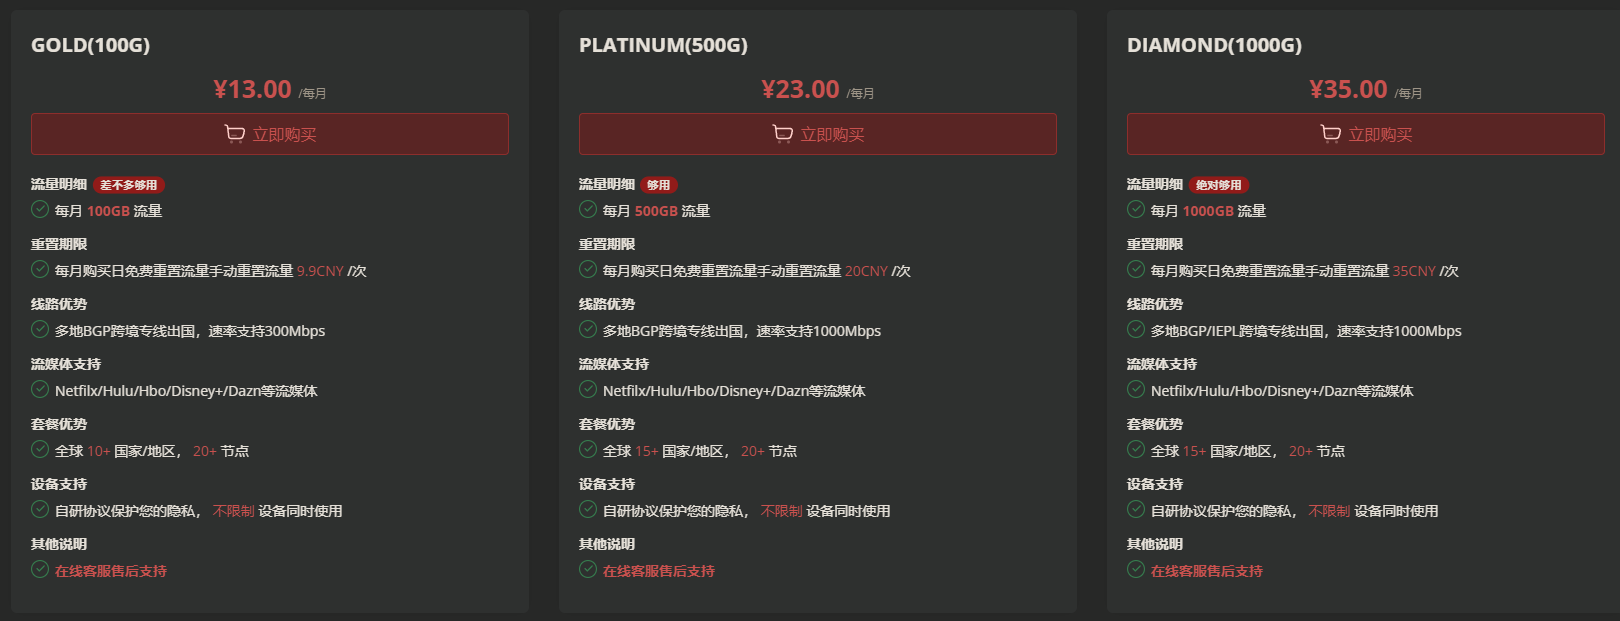 GOLD(100G)
¥13.00 /每月
立即购买
流量明细 差不多够用
每月 100GB 流量
重置期限
每月购买日免费重置流量手动重置流量 9.9CNY /次
线路优势
多地BGP跨境专线出国，速率支持300Mbps
流媒体支持
Netfilx/Hulu/Hbo/Disney+/Dazn等流媒体
套餐优势
全球 10+ 国家/地区， 20+ 节点
设备支持
自研协议保护您的隐私， 不限制 设备同时使用
其他说明
在线客服售后支持
PLATINUM(500G)
¥23.00 /每月
立即购买
流量明细 够用
每月 500GB 流量
重置期限
每月购买日免费重置流量手动重置流量 20CNY /次
线路优势
多地BGP跨境专线出国，速率支持1000Mbps
流媒体支持
Netfilx/Hulu/Hbo/Disney+/Dazn等流媒体
套餐优势
全球 15+ 国家/地区， 20+ 节点
设备支持
自研协议保护您的隐私， 不限制 设备同时使用
其他说明
在线客服售后支持
DIAMOND(1000G)
¥35.00 /每月
立即购买
流量明细 绝对够用
每月 1000GB 流量
重置期限
每月购买日免费重置流量手动重置流量 35CNY /次
线路优势
多地BGP/IEPL跨境专线出国，速率支持1000Mbps
流媒体支持
Netfilx/Hulu/Hbo/Disney+/Dazn等流媒体
套餐优势
全球 15+ 国家/地区， 20+ 节点
设备支持
自研协议保护您的隐私， 不限制 设备同时使用
其他说明
在线客服售后支持